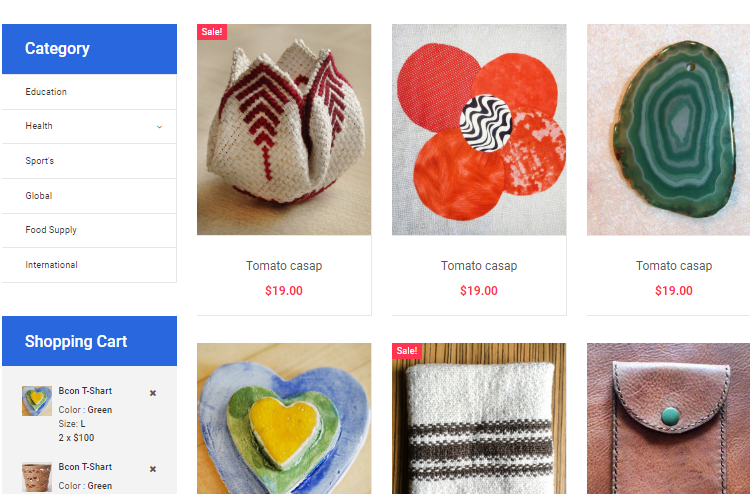 Category
Education
Health
Sport's
Global
Food Supply
International
Shopping Cart
Bcon T-Shart
Color : Green
Size: L
2 x $100
Bcon T-Shart
Color : Green
Sale!
Tomato casap
$19.00
Tomato casap
$19.00
Tomato casap
$19.00
Sale!